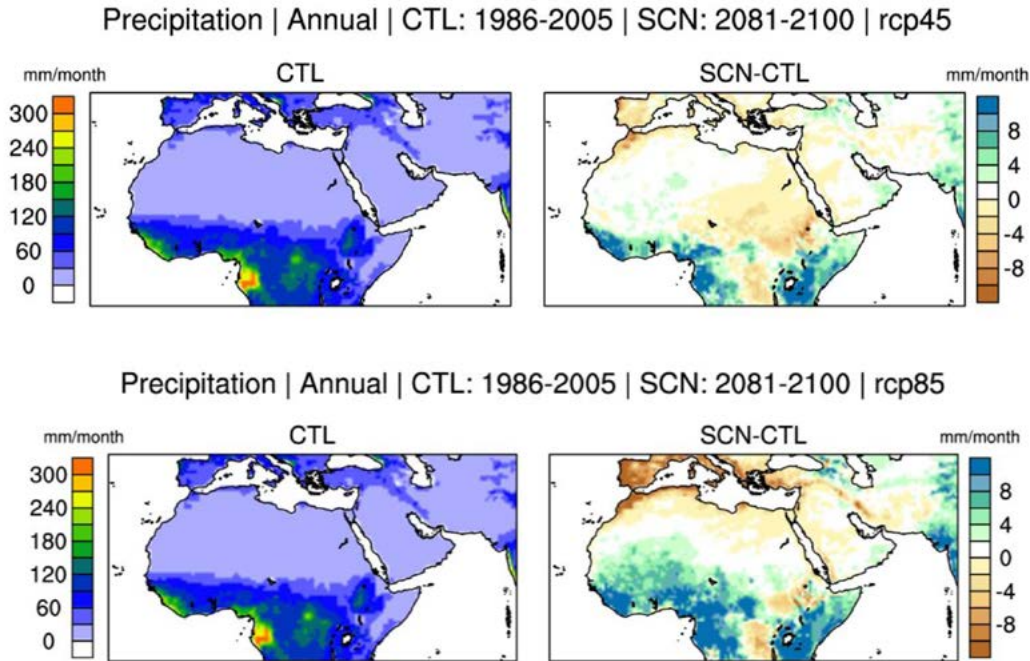 Precipitation | Annual | CTL: 1986-2005 | SCN: 2081-2100 | rcp45
mm/month
CTL
SCN-CTL
mm/month
300
240
180
120
60
0
8
4
2
0
-4
-8
Precipitation | Annual | CTL: 1986-2005 | SCN: 2081-2100 | rcp85
mm/month
CTL
SCN-CTL
mm/month
300
240
180
120
60
0
8
4
0
-4
-8